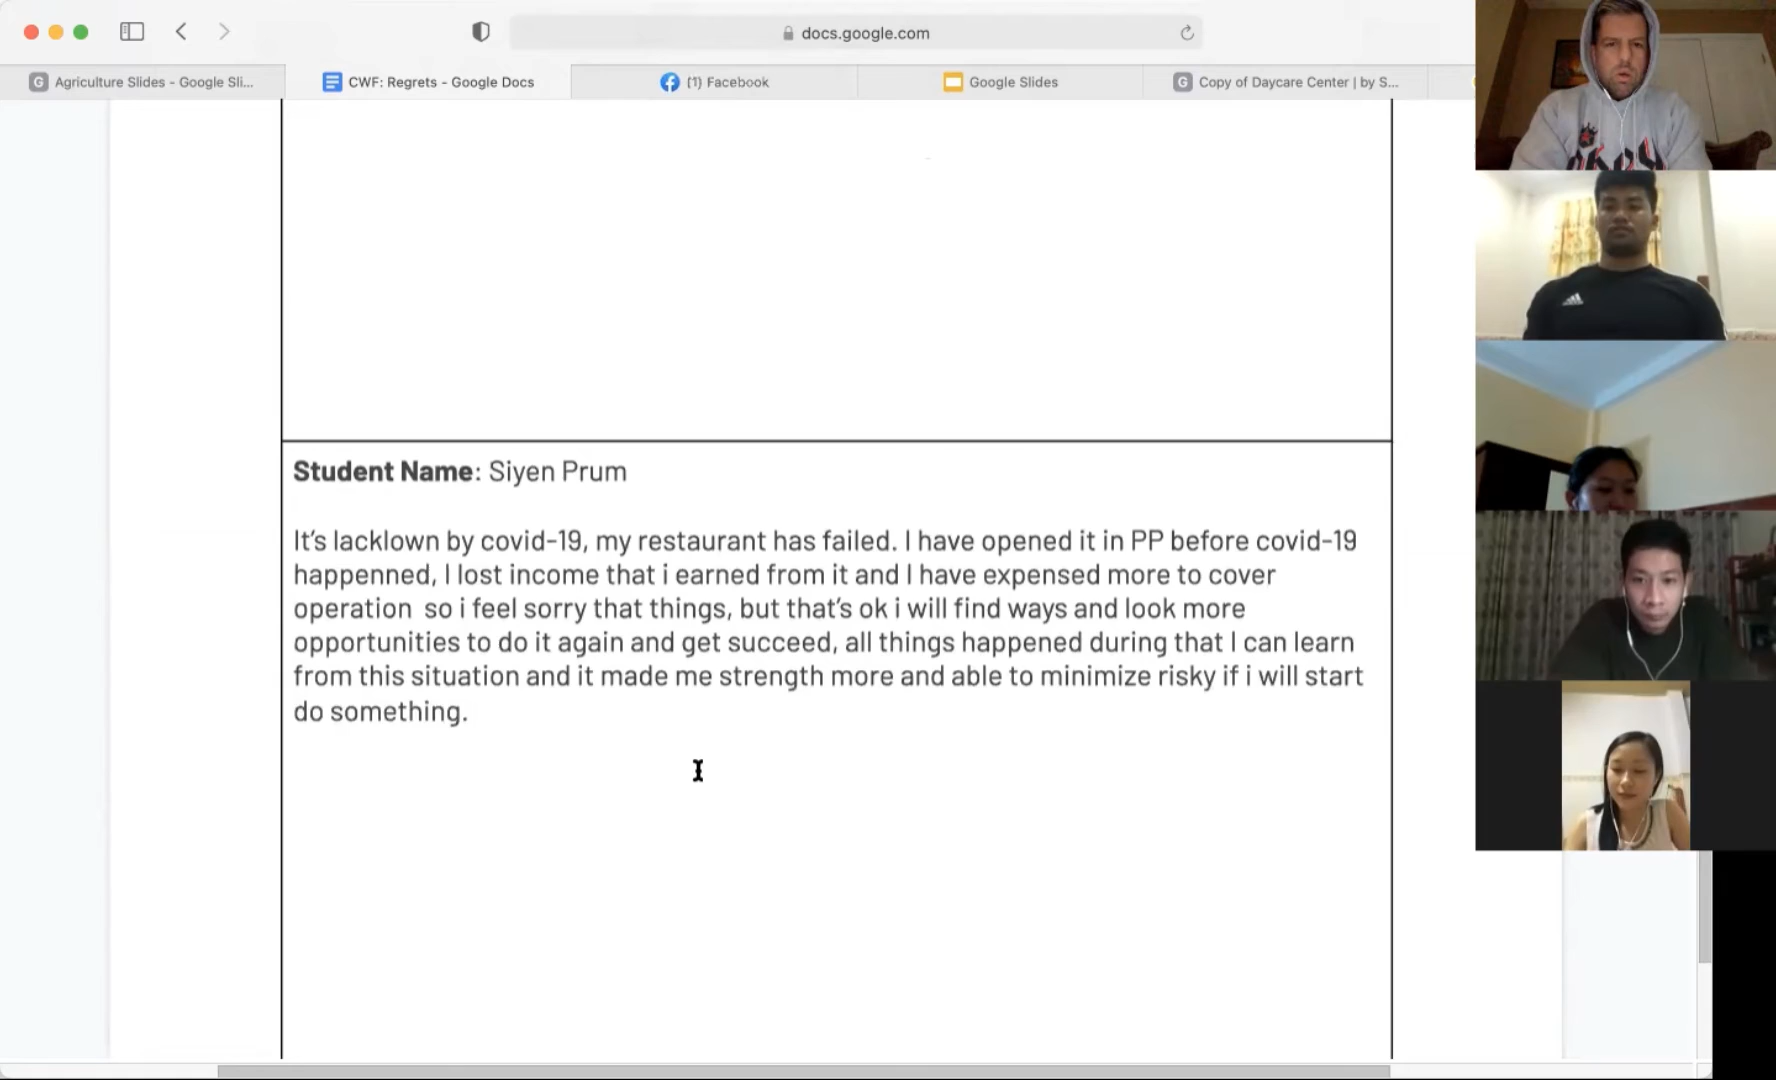 docs.google.com
Agriculture Slides - Google Sli...
CWF: Regrets - Google Docs
(1) Facebook
Google Slides
Copy of Daycare Center | by S...
Student Name: Siyen Prum
It's lacklown by covid-19, my restaurant has failed. I have opened it in PP before covid-19
happenned, I lost income that i earned from it and I have expensed more to cover
operation  so i feel sorry that things, but that's ok i will find ways and look more
opportunities to do it again and get succeed, all things happened during that I can learn
from this situation and it made me strength more and able to minimize risky if i will start
do something.